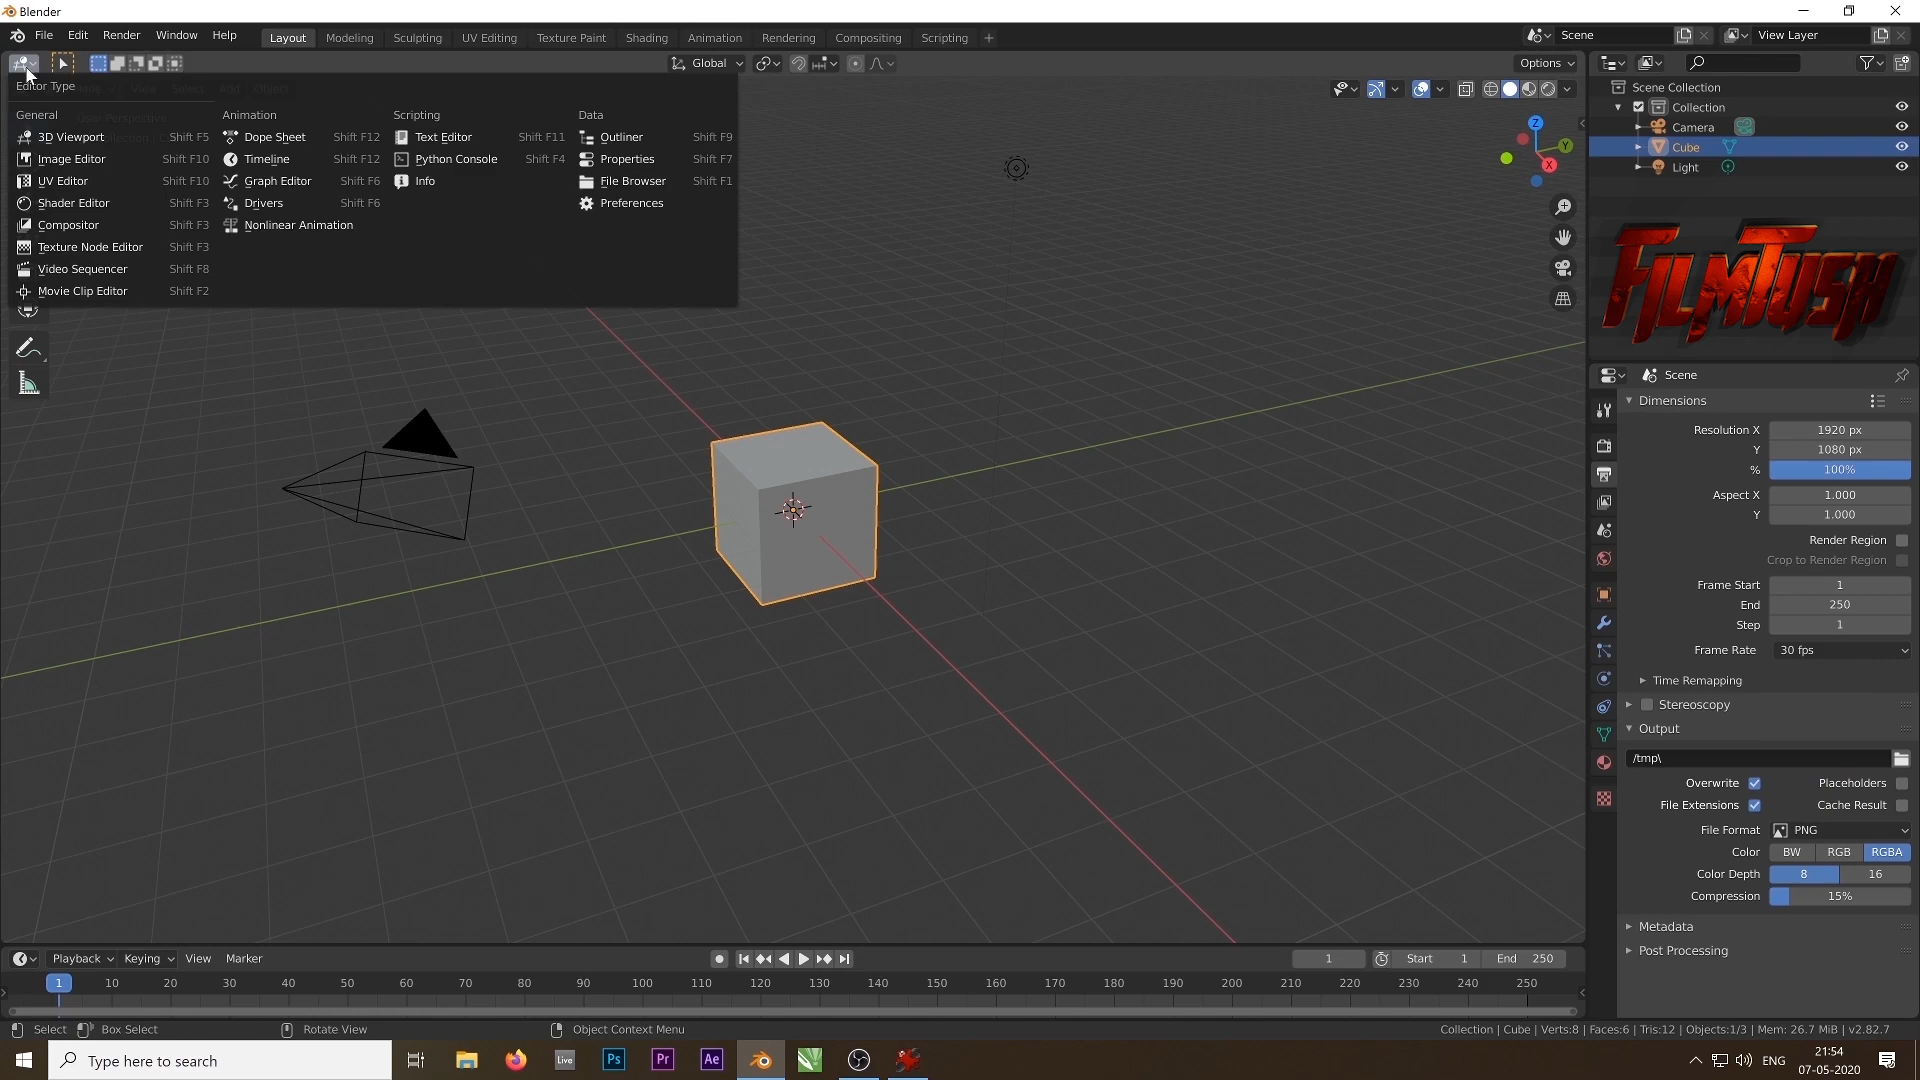 Blender
File Edit Render Window Help Layout Modeling Sculpting UV Editing Texture Paint Shading Animation Rendering Compositing Scripting + Scene View Layer
Global Options
Editor Type View Select Add Object
General Animation Scripting Data
User Perspective
3D Viewport Shift F5 Dope Sheet Shift F12 Text Editor Shift F11 Outliner Shift F9
Image Editor Shift F10 Timeline Shift F12 Python Console Shift F4 Properties Shift F7
UV Editor Shift F10 Graph Editor Shift F6 Info File Browser Shift F1
Shader Editor Shift F3 Drivers Shift F6 Preferences
Compositor Shift F3 Nonlinear Animation
Texture Node Editor Shift F3
Video Sequencer Shift F8
Movie Clip Editor Shift F2
Z
Y
X
Scene Collection
Collection
Camera
Cube
Light
FILMTUSH
Scene
Dimensions
Resolution X 1920 px
Y 1080 px
% 100%
Aspect X 1.000
Y 1.000
Render Region
Crop to Render Region
Frame Start 1
End 250
Step 1
Frame Rate 30 fps
Time Remapping
Stereoscopy
Output
/tmp\
Overwrite Placeholders
File Extensions Cache Result
File Format PNG
Color BW RGB RGBA
Color Depth 8 16
Compression 15%
Metadata
Post Processing
Playback Keying View Marker 1 Start 1 End 250
1 10 20 30 40 50 60 70 80 90 100 110 120 130 140 150 160 170 180 190 200 210 220 230 240 250
Select Box Select Rotate View Object Context Menu Collection | Cube | Verts:8 | Faces:6 | Tris:12 | Objects:1/3 | Mem: 26.7 MiB | v2.82.7
Type here to search Live Ps Pr Ae ENG 21:54
07-05-2020